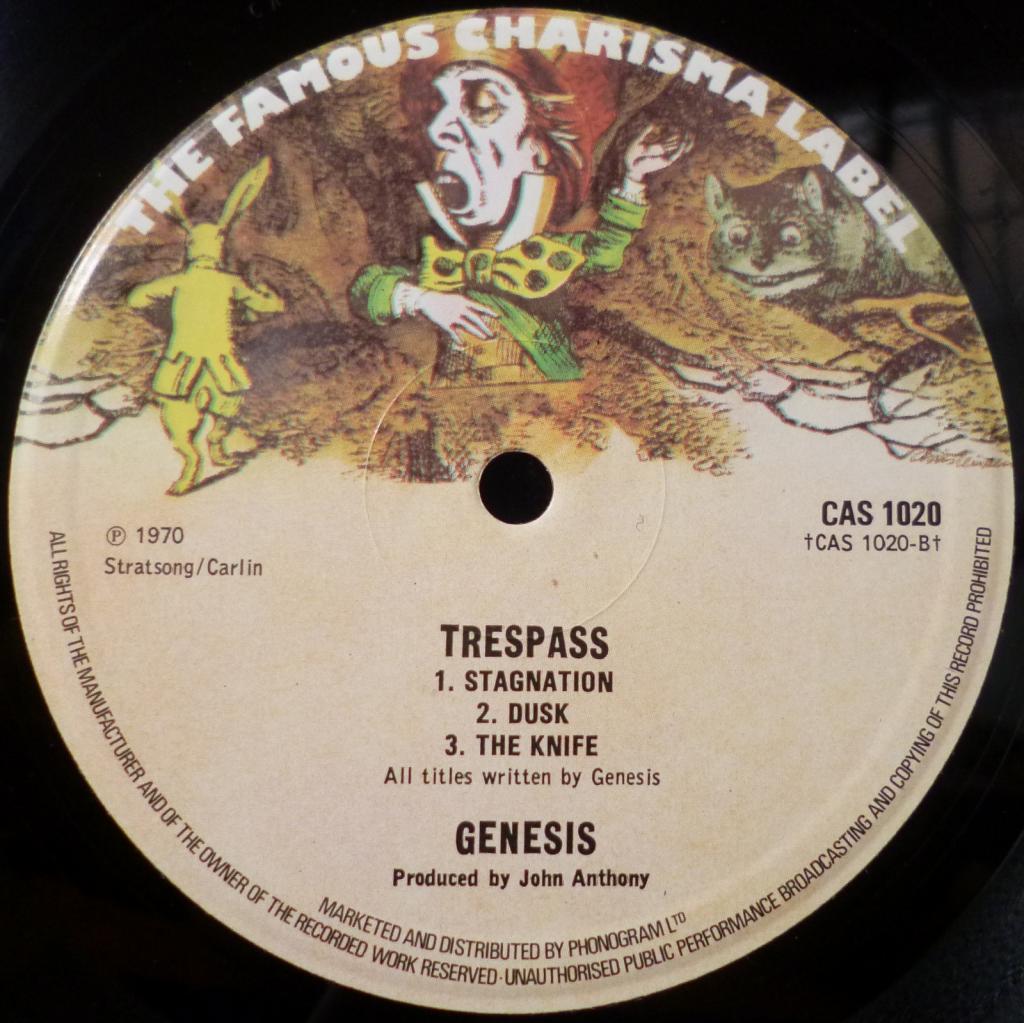 THE FAMOUS CHARISMA LABEL
Ⓟ 1970
Stratsong/Carlin
CAS 1020
†CAS 1020-B†
TRESPASS
1. STAGNATION
2. DUSK
3. THE KNIFE
All titles written by Genesis
GENESIS
Produced by John Anthony
MARKETED AND DISTRIBUTED BY PHONOGRAM LTD
ALL RIGHTS OF THE MANUFACTURER AND OF THE OWNER OF THE RECORDED WORK RESERVED · UNAUTHORISED PUBLIC PERFORMANCE BROADCASTING AND COPYING OF THIS RECORD PROHIBITED